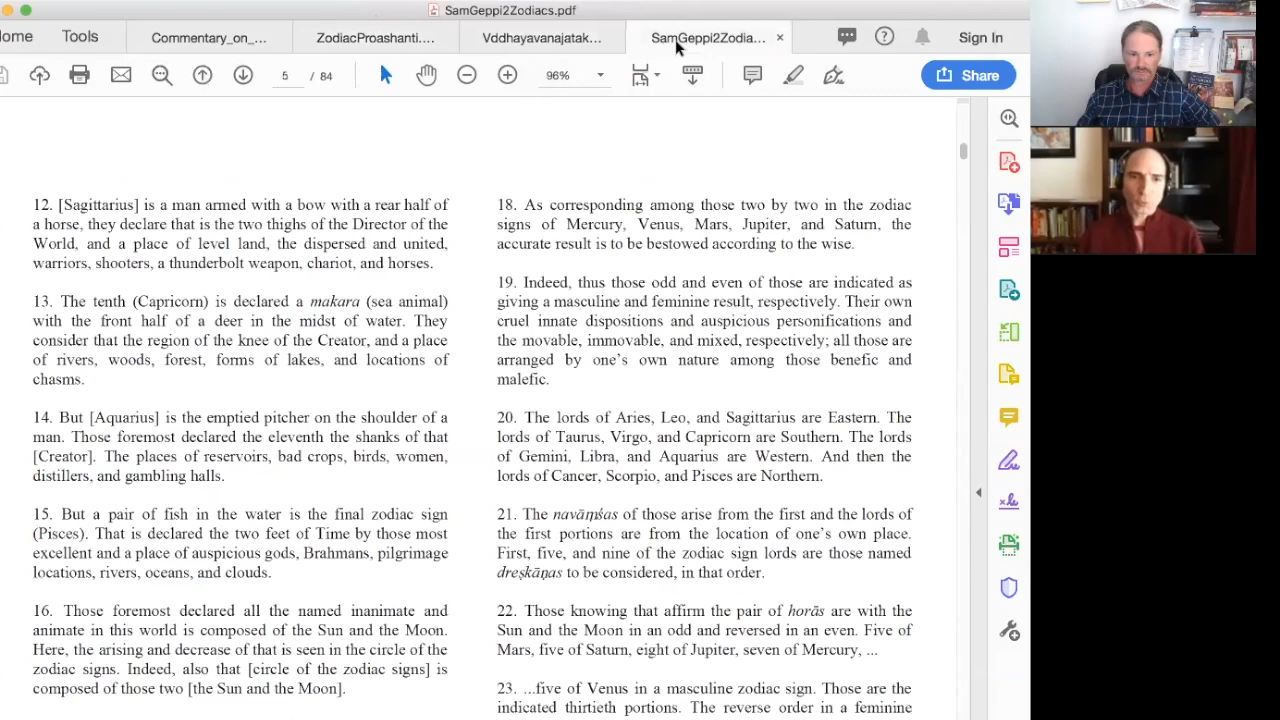 SamGeppi2Zodiacs.pdf
ome
Tools
Commentary_on_...
ZodiacProashanti....
Vṛddhayavanajatak...
SamGeppi2Zodia...
Sign In
5 / 84
96%
Share
12. [Sagittarius] is a man armed with a bow with a rear half of
a horse, they declare that is the two thighs of the Director of the
World, and a place of level land, the dispersed and united,
warriors, shooters, a thunderbolt weapon, chariot, and horses.
13. The tenth (Capricorn) is declared a makara (sea animal)
with the front half of a deer in the midst of water. They
consider that the region of the knee of the Creator, and a place
of rivers, woods, forest, forms of lakes, and locations of
chasms.
14. But [Aquarius] is the emptied pitcher on the shoulder of a
man. Those foremost declared the eleventh the shanks of that
[Creator]. The places of reservoirs, bad crops, birds, women,
distillers, and gambling halls.
15. But a pair of fish in the water is the final zodiac sign
(Pisces). That is declared the two feet of Time by those most
excellent and a place of auspicious gods, Brahmans, pilgrimage
locations, rivers, oceans, and clouds.
16. Those foremost declared all the named inanimate and
animate in this world is composed of the Sun and the Moon.
Here, the arising and decrease of that is seen in the circle of the
zodiac signs. Indeed, also that [circle of the zodiac signs] is
composed of those two [the Sun and the Moon].
18. As corresponding among those two by two in the zodiac
signs of Mercury, Venus, Mars, Jupiter, and Saturn, the
accurate result is to be bestowed according to the wise.
19. Indeed, thus those odd and even of those are indicated as
giving a masculine and feminine result, respectively. Their own
cruel innate dispositions and auspicious personifications and
the movable, immovable, and mixed, respectively; all those are
arranged by one's own nature among those benefic and
malefic.
20. The lords of Aries, Leo, and Sagittarius are Eastern. The
lords of Taurus, Virgo, and Capricorn are Southern. The lords
of Gemini, Libra, and Aquarius are Western. And then the
lords of Cancer, Scorpio, and Pisces are Northern.
21. The navāṃśas of those arise from the first and the lords of
the first portions are from the location of one's own place.
First, five, and nine of the zodiac sign lords are those named
dreṣkāṇas to be considered, in that order.
22. Those knowing that affirm the pair of horās are with the
Sun and the Moon in an odd and reversed in an even. Five of
Mars, five of Saturn, eight of Jupiter, seven of Mercury, ...
23. ...five of Venus in a masculine zodiac sign. Those are the
indicated thirtieth portions. The reverse order in a feminine